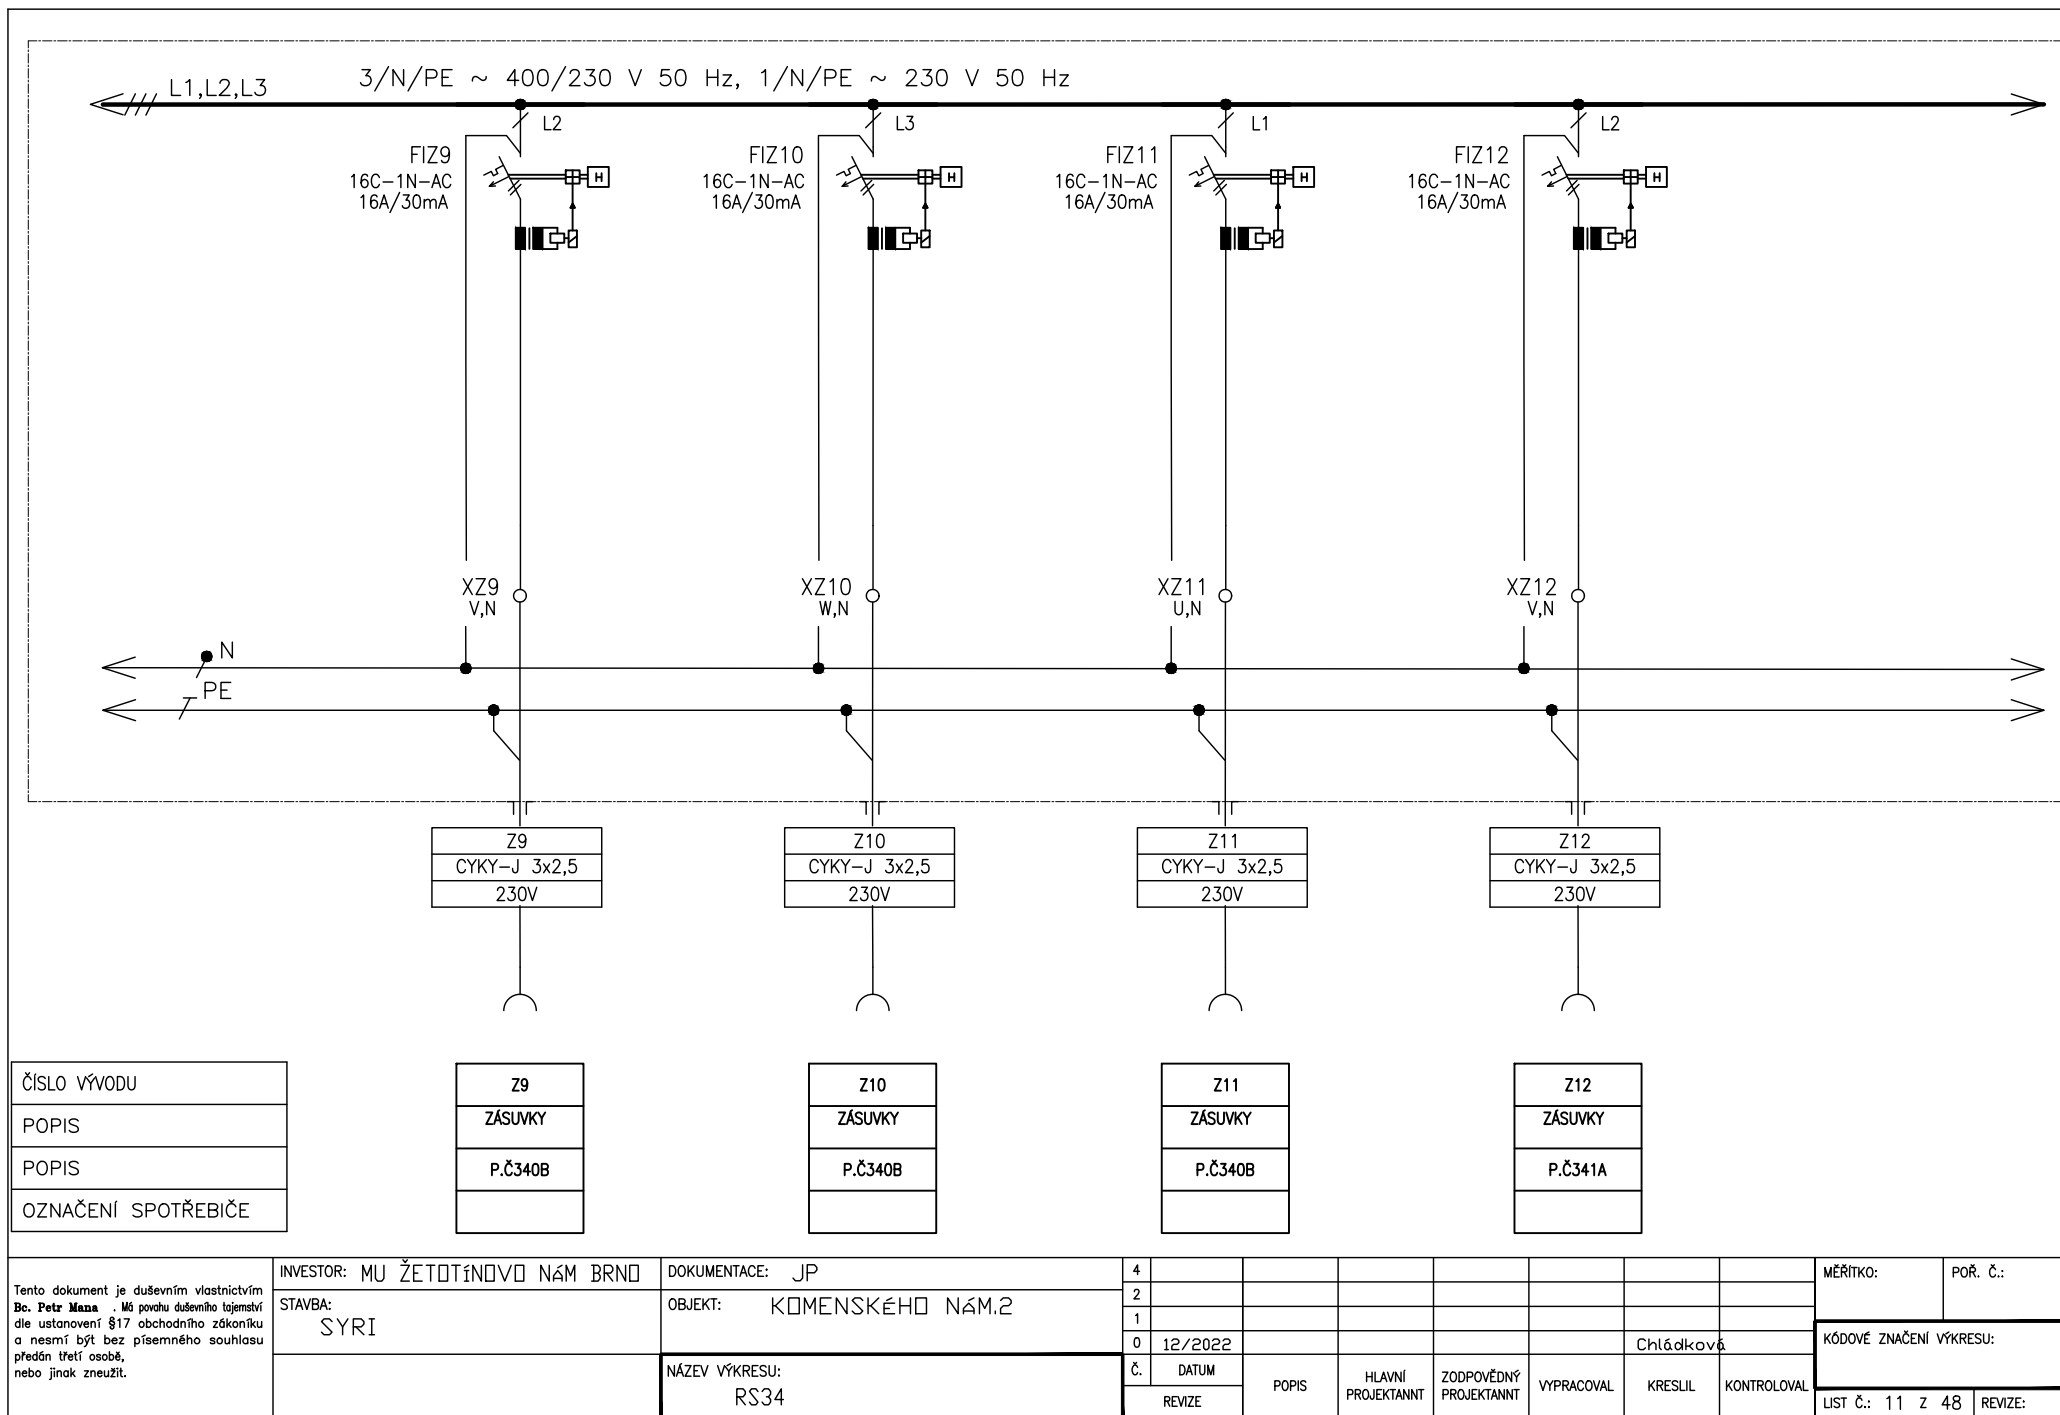 L1,L2,L3
3/N/PE ~ 400/230 V 50 Hz, 1/N/PE ~ 230 V 50 Hz
L2
L3
L1
L2
FIZ9
16C-1N-AC
16A/30mA
H
FIZ10
16C-1N-AC
16A/30mA
H
FIZ11
16C-1N-AC
16A/30mA
H
FIZ12
16C-1N-AC
16A/30mA
H
XZ9
V,N
XZ10
W,N
XZ11
U,N
XZ12
V,N
N
PE
Z9
CYKY-J 3x2,5
230V
Z10
CYKY-J 3x2,5
230V
Z11
CYKY-J 3x2,5
230V
Z12
CYKY-J 3x2,5
230V
ČÍSLO VÝVODU
POPIS
POPIS
OZNAČENÍ SPOTŘEBIČE
Z9
ZÁSUVKY
P.Č340B
Z10
ZÁSUVKY
P.Č340B
Z11
ZÁSUVKY
P.Č340B
Z12
ZÁSUVKY
P.Č341A
Tento dokument je duševním vlastnictvím
Bc. Petr Mana . Má povahu duševního tajemství
dle ustanovení §17 obchodního zákoníku
a nesmí být bez písemného souhlasu
předán třetí osobě,
nebo jinak zneužit.
INVESTOR: MU ŽETOTÍNOVO NÁM BRNO
STAVBA:
SYRI
DOKUMENTACE: JP
OBJEKT: KOMENSKÉHO NÁM.2
NÁZEV VÝKRESU:
RS34
4
2
1
0 12/2022 Chládková
Č. DATUM
REVIZE
POPIS
HLAVNÍ
PROJEKTANNT
ZODPOVĚDNÝ
PROJEKTANNT
VYPRACOVAL
KRESLIL
KONTROLOVAL
MĚŘÍTKO:
POŘ. Č.:
KÓDOVÉ ZNAČENÍ VÝKRESU:
LIST Č.: 11 Z 48
REVIZE: